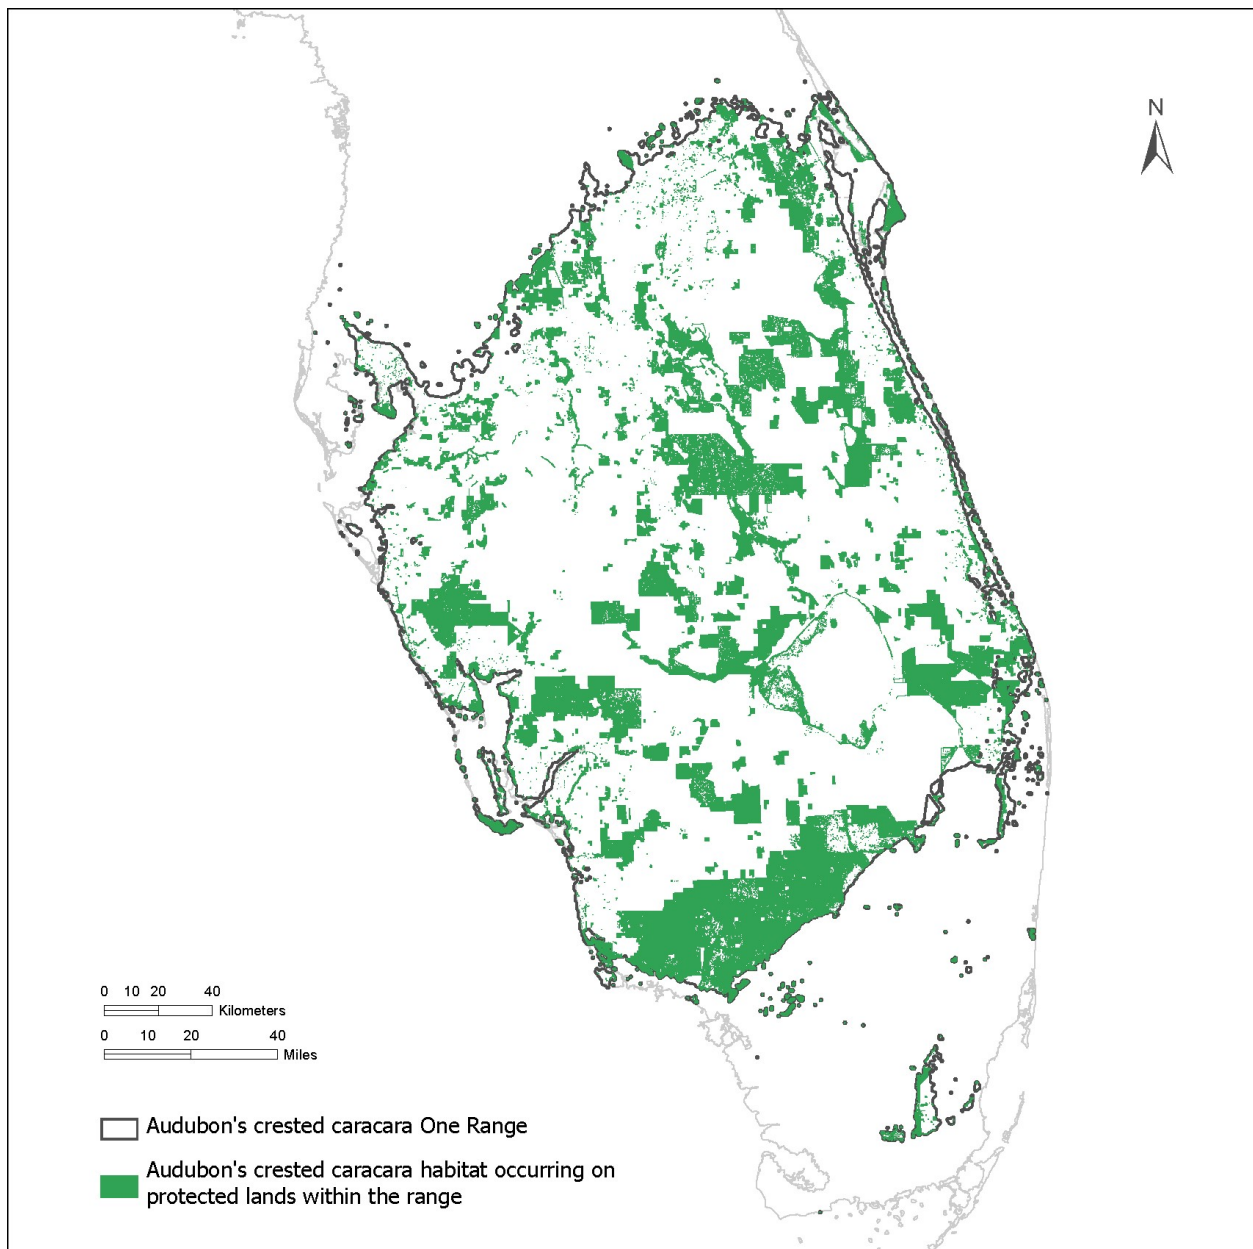 N
0 10 20 40
Kilometers
0 10 20 40
Miles
Audubon's crested caracara One Range
Audubon's crested caracara habitat occurring on
protected lands within the range